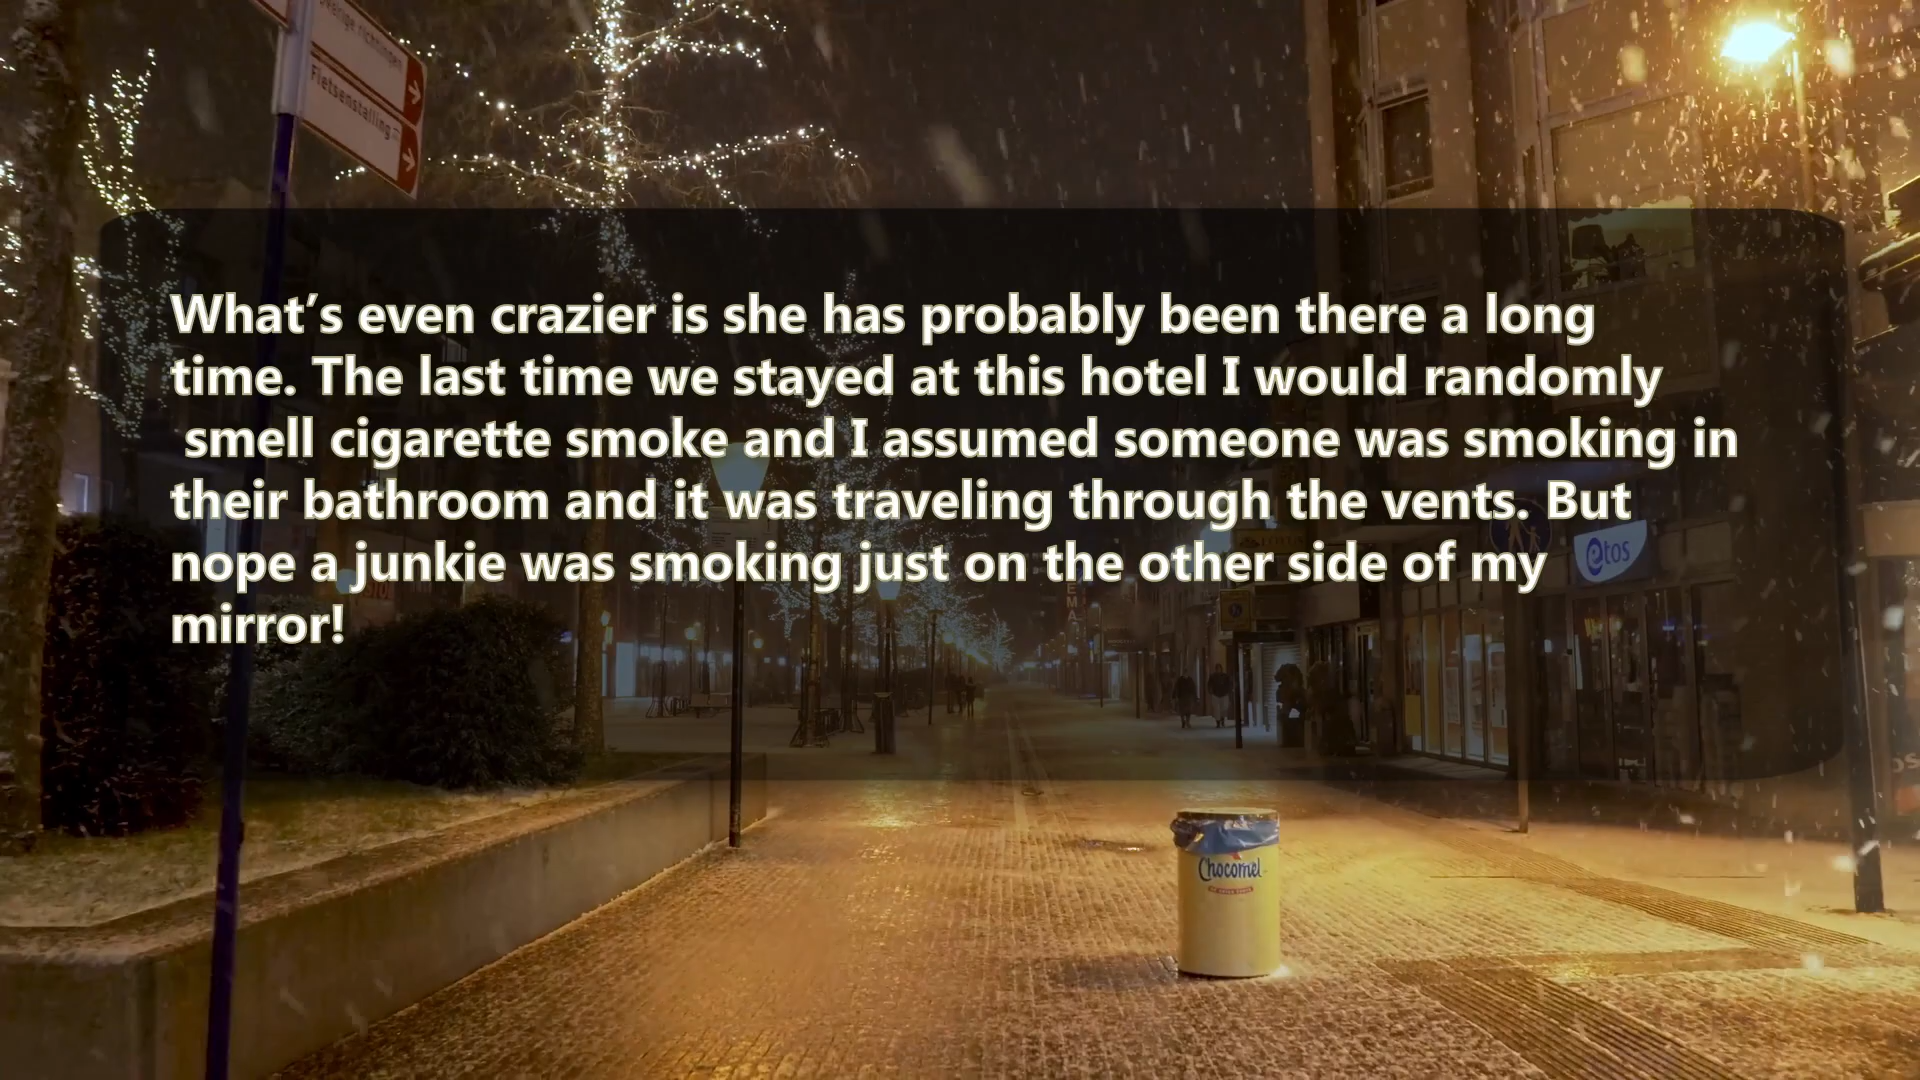 overige richtingen
Fietsenstalling
What’s even crazier is she has probably been there a long
time. The last time we stayed at this hotel I would randomly
smell cigarette smoke and I assumed someone was smoking in
their bathroom and it was traveling through the vents. But
nope a junkie was smoking just on the other side of my
mirror!
etos
Chocomel